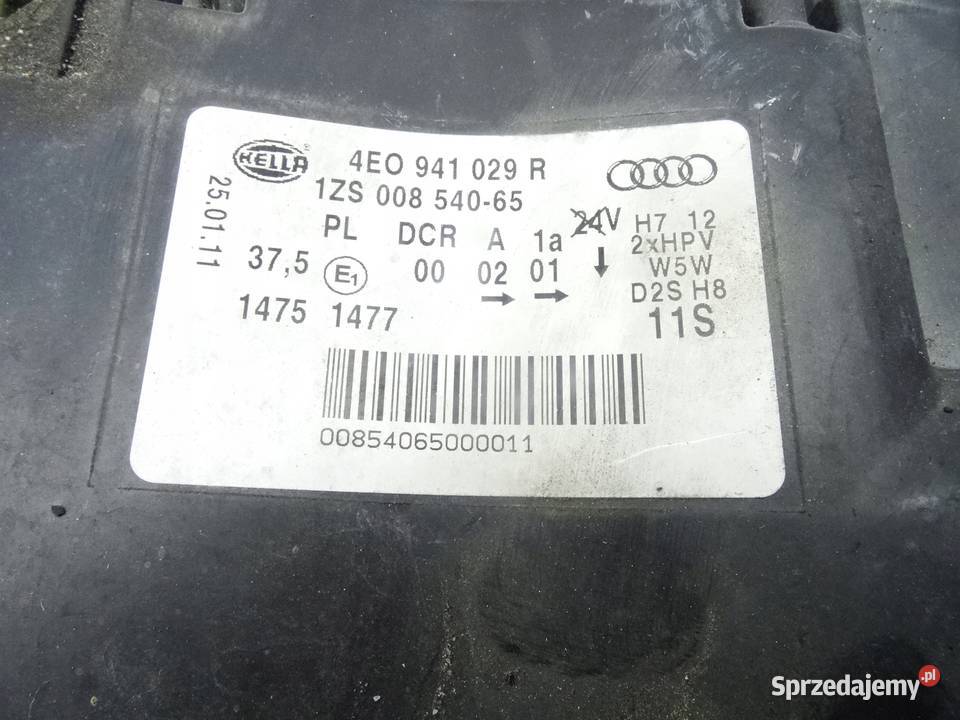 HELLA
4E0 941 029 R
1ZS 008 540-65
25.01.11
PL DCR A 1a 24V
37,5 E1 00 02 01
1475 1477
H7 12
2xHPV
W5W
D2S H8
11S
00854065000011
Sprzedajemy.pl